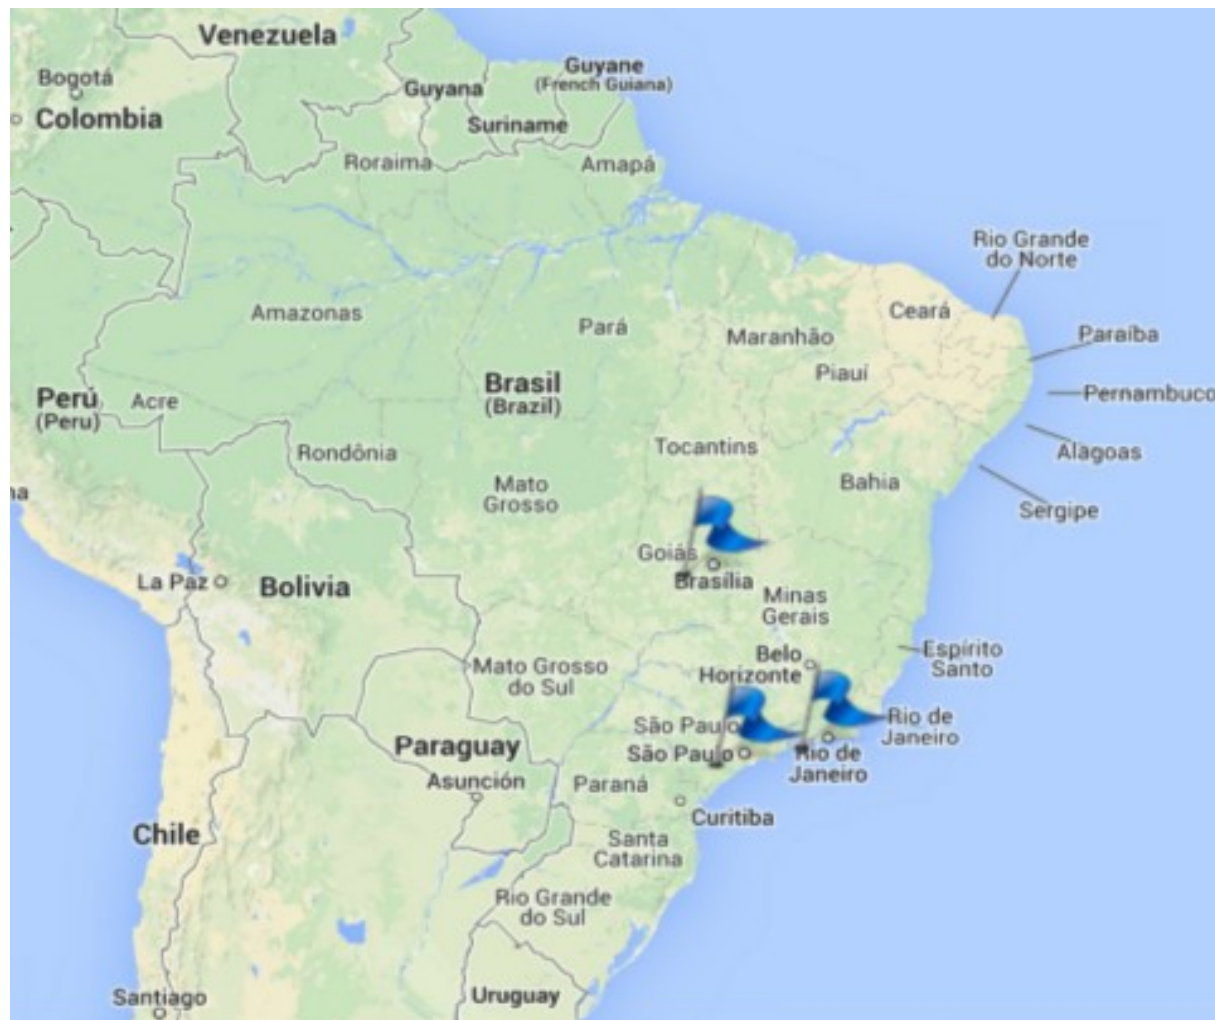 Venezuela
Bogotá
Colombia
Guyana
Guyane
(French Guiana)
Suriname
Roraima
Amapá
Rio Grande
do Norte
Amazonas
Pará
Ceará
Maranhão
Paraíba
Piauí
Brasil
(Brazil)
Perú
(Peru)
Acre
Pernambuco
Rondônia
Tocantins
Alagoas
Mato
Grosso
Bahia
na
Sergipe
Goiás
Brasília
La Paz
Bolivia
Minas
Gerais
Belo
Horizonte
Espírito
Santo
Mato Grosso
do Sul
São Paulo
São Paulo
Rio de
Janeiro
Rio de
Janeiro
Paraguay
Asunción
Paraná
Curitiba
Chile
Santa
Catarina
Rio Grande
do Sul
Santiago
Uruguay